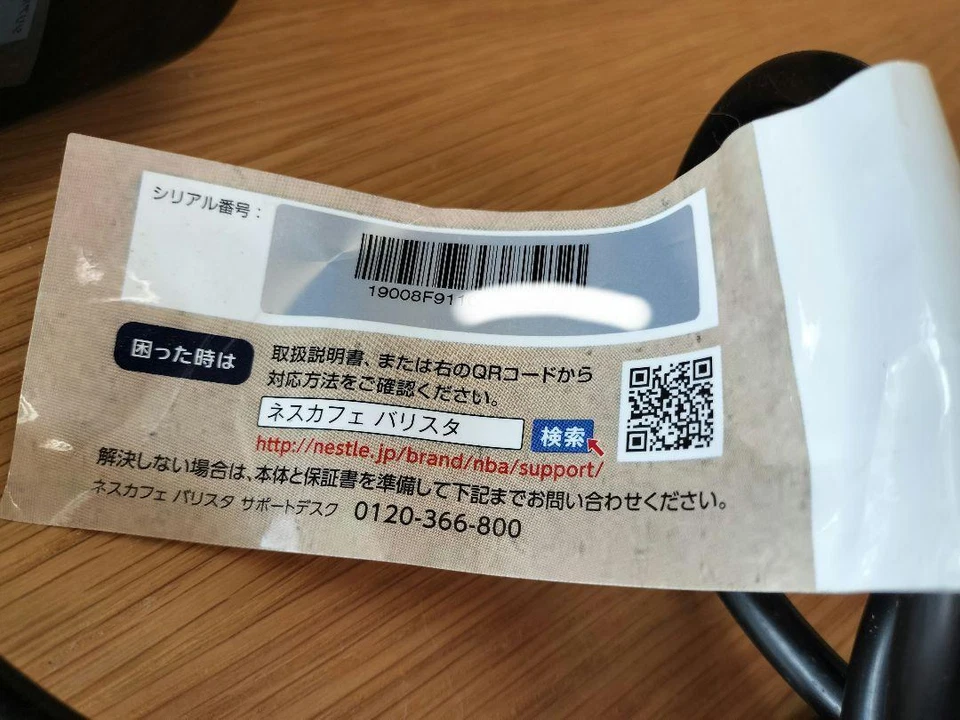 シリアル番号:
19008F91
困った時は
取扱説明書、または右のQRコードから
対応方法をご確認ください。
ネスカフェ バリスタ
検索
http://nestle.jp/brand/nba/support/
解決しない場合は、本体と保証書を準備して下記までお問い合わせください。
ネスカフェ バリスタ サポートデスク 0120-366-800